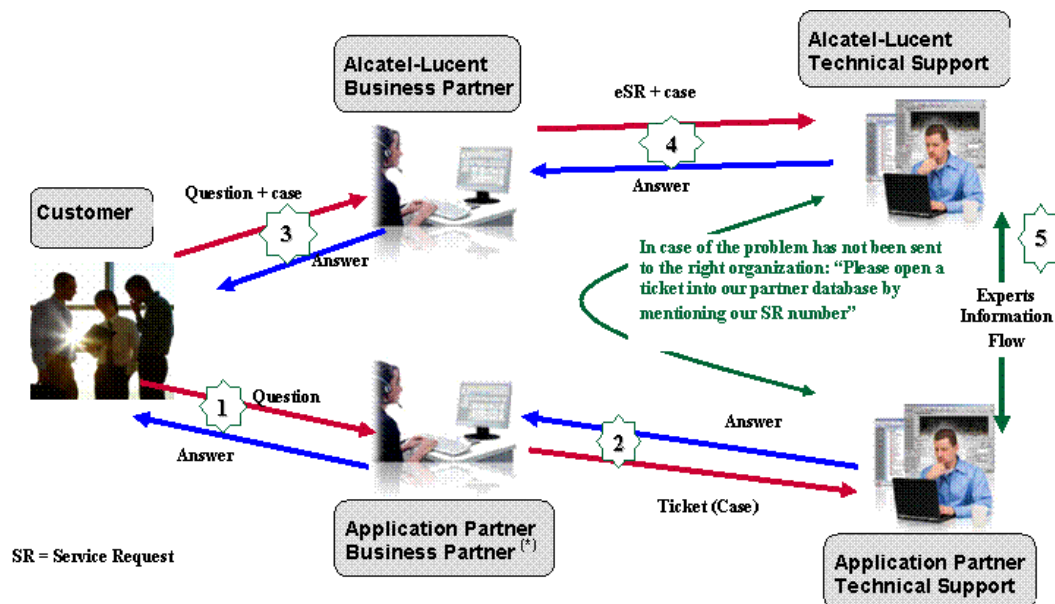 Alcatel-Lucent
Business Partner
Alcatel-Lucent
Technical Support
eSR + case
4
Answer
Customer
Question + case
3
Answer
In case of the problem has not been sent
to the right organization: “Please open a
ticket into our partner database by
mentioning our SR number”
5
Experts
Information
Flow
1
Question
Answer
2
Answer
Ticket (Case)
Application Partner
Business Partner (*)
SR = Service Request
Application Partner
Technical Support